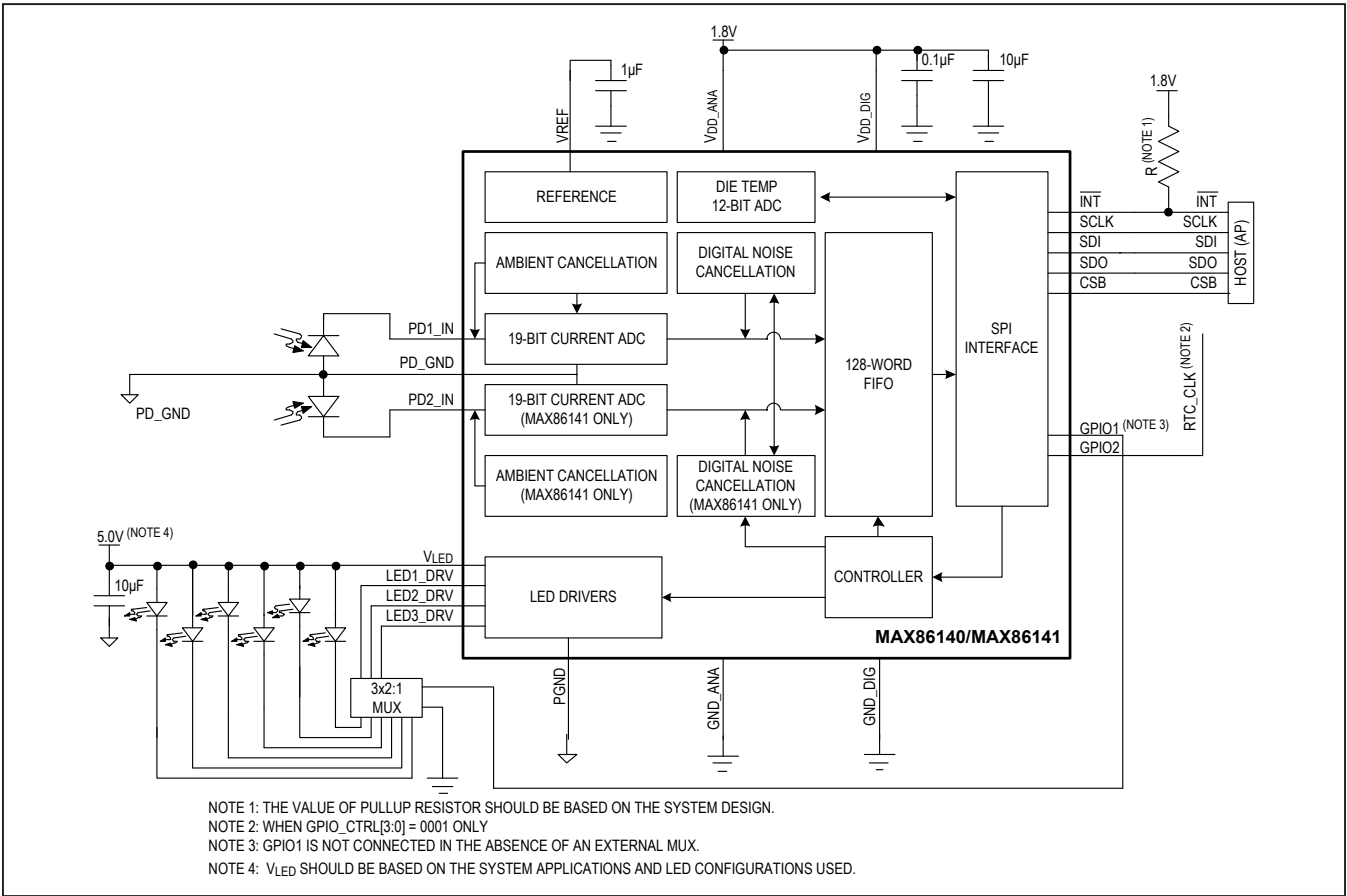 1.8V
0.1µF
10µF
1µF
1.8V
VREF
VDD_ANA
VDD_DIG
R (NOTE 1)
REFERENCE
DIE TEMP
12-BIT ADC
INT
INT
SCLK
SCLK
SDI
SDI
SDO
SDO
CSB
CSB
HOST (AP)
AMBIENT CANCELLATION
DIGITAL NOISE
CANCELLATION
SPI
INTERFACE
PD1_IN
19-BIT CURRENT ADC
PD_GND
128-WORD
FIFO
RTC_CLK (NOTE 2)
PD_GND
PD2_IN
19-BIT CURRENT ADC
(MAX86141 ONLY)
GPIO1 (NOTE 3)
GPIO2
AMBIENT CANCELLATION
(MAX86141 ONLY)
DIGITAL NOISE
CANCELLATION
(MAX86141 ONLY)
5.0V (NOTE 4)
10µF
VLED
LED1_DRV
LED2_DRV
LED3_DRV
LED DRIVERS
CONTROLLER
MAX86140/MAX86141
3x2:1
MUX
PGND
GND_ANA
GND_DIG
NOTE 1: THE VALUE OF PULLUP RESISTOR SHOULD BE BASED ON THE SYSTEM DESIGN.
NOTE 2: WHEN GPIO_CTRL[3:0] = 0001 ONLY
NOTE 3: GPIO1 IS NOT CONNECTED IN THE ABSENCE OF AN EXTERNAL MUX.
NOTE 4: VLED SHOULD BE BASED ON THE SYSTEM APPLICATIONS AND LED CONFIGURATIONS USED.